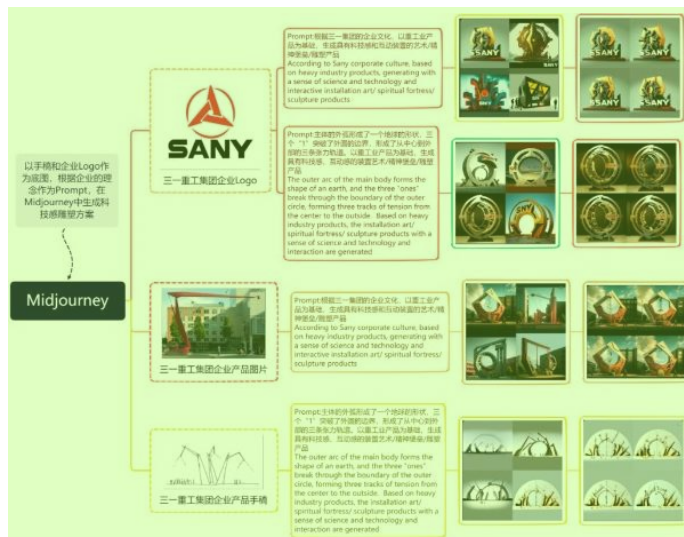 以手稿和企业Logo作
为底图，根据企业的理
念作为Prompt，在
Midjourney中生成科
技感雕塑方案
Midjourney
SANY
三一重工集团企业Logo
Prompt:根据三一集团的企业文化，以重工业产
品为基础，生成具有科技感和互动装置的艺术/精
神堡垒/雕塑产品
According to Sany corporate culture, based
on heavy industry products, generating with
a sense of science and technology and
interactive installation art/ spiritual fortress/
sculpture products
Prompt:主体的外弧形成了一个地球的形状，三
个“1”突破了外圆的边界，形成了从中心到外
部的三条张力轨道。以重工业产品为基础，生成
具有科技感、互动感的装置艺术/精神堡垒/雕塑
产品
The outer arc of the main body forms the
shape of an earth, and the three "ones"
break through the boundary of the outer
circle, forming three tracks of tension from
the center to the outside. Based on heavy
industry products, the installation art/
spiritual fortress/ sculpture products with a
sense of science and technology and
interaction are generated
三一重工集团企业产品图片
Prompt:根据三一集团的企业文化，以重工业产
品为基础，生成具有科技感和互动装置的艺术/精
神堡垒/雕塑产品
According to Sany corporate culture, based
on heavy industry products, generating with
a sense of science and technology and
interactive installation art/ spiritual fortress/
sculpture products
三一重工集团企业产品手稿
Prompt:主体的外弧形成了一个地球的形状，三
个“1”突破了外圆的边界，形成了从中心到外
部的三条张力轨道。以重工业产品为基础，生成
具有科技感、互动感的装置艺术/精神堡垒/雕塑
产品
The outer arc of the main body forms the
shape of an earth, and the three "ones"
break through the boundary of the outer
circle, forming three tracks of tension from
the center to the outside. Based on heavy
industry products, the installation art/
spiritual fortress/ sculpture products with a
sense of science and technology and
interaction are generated